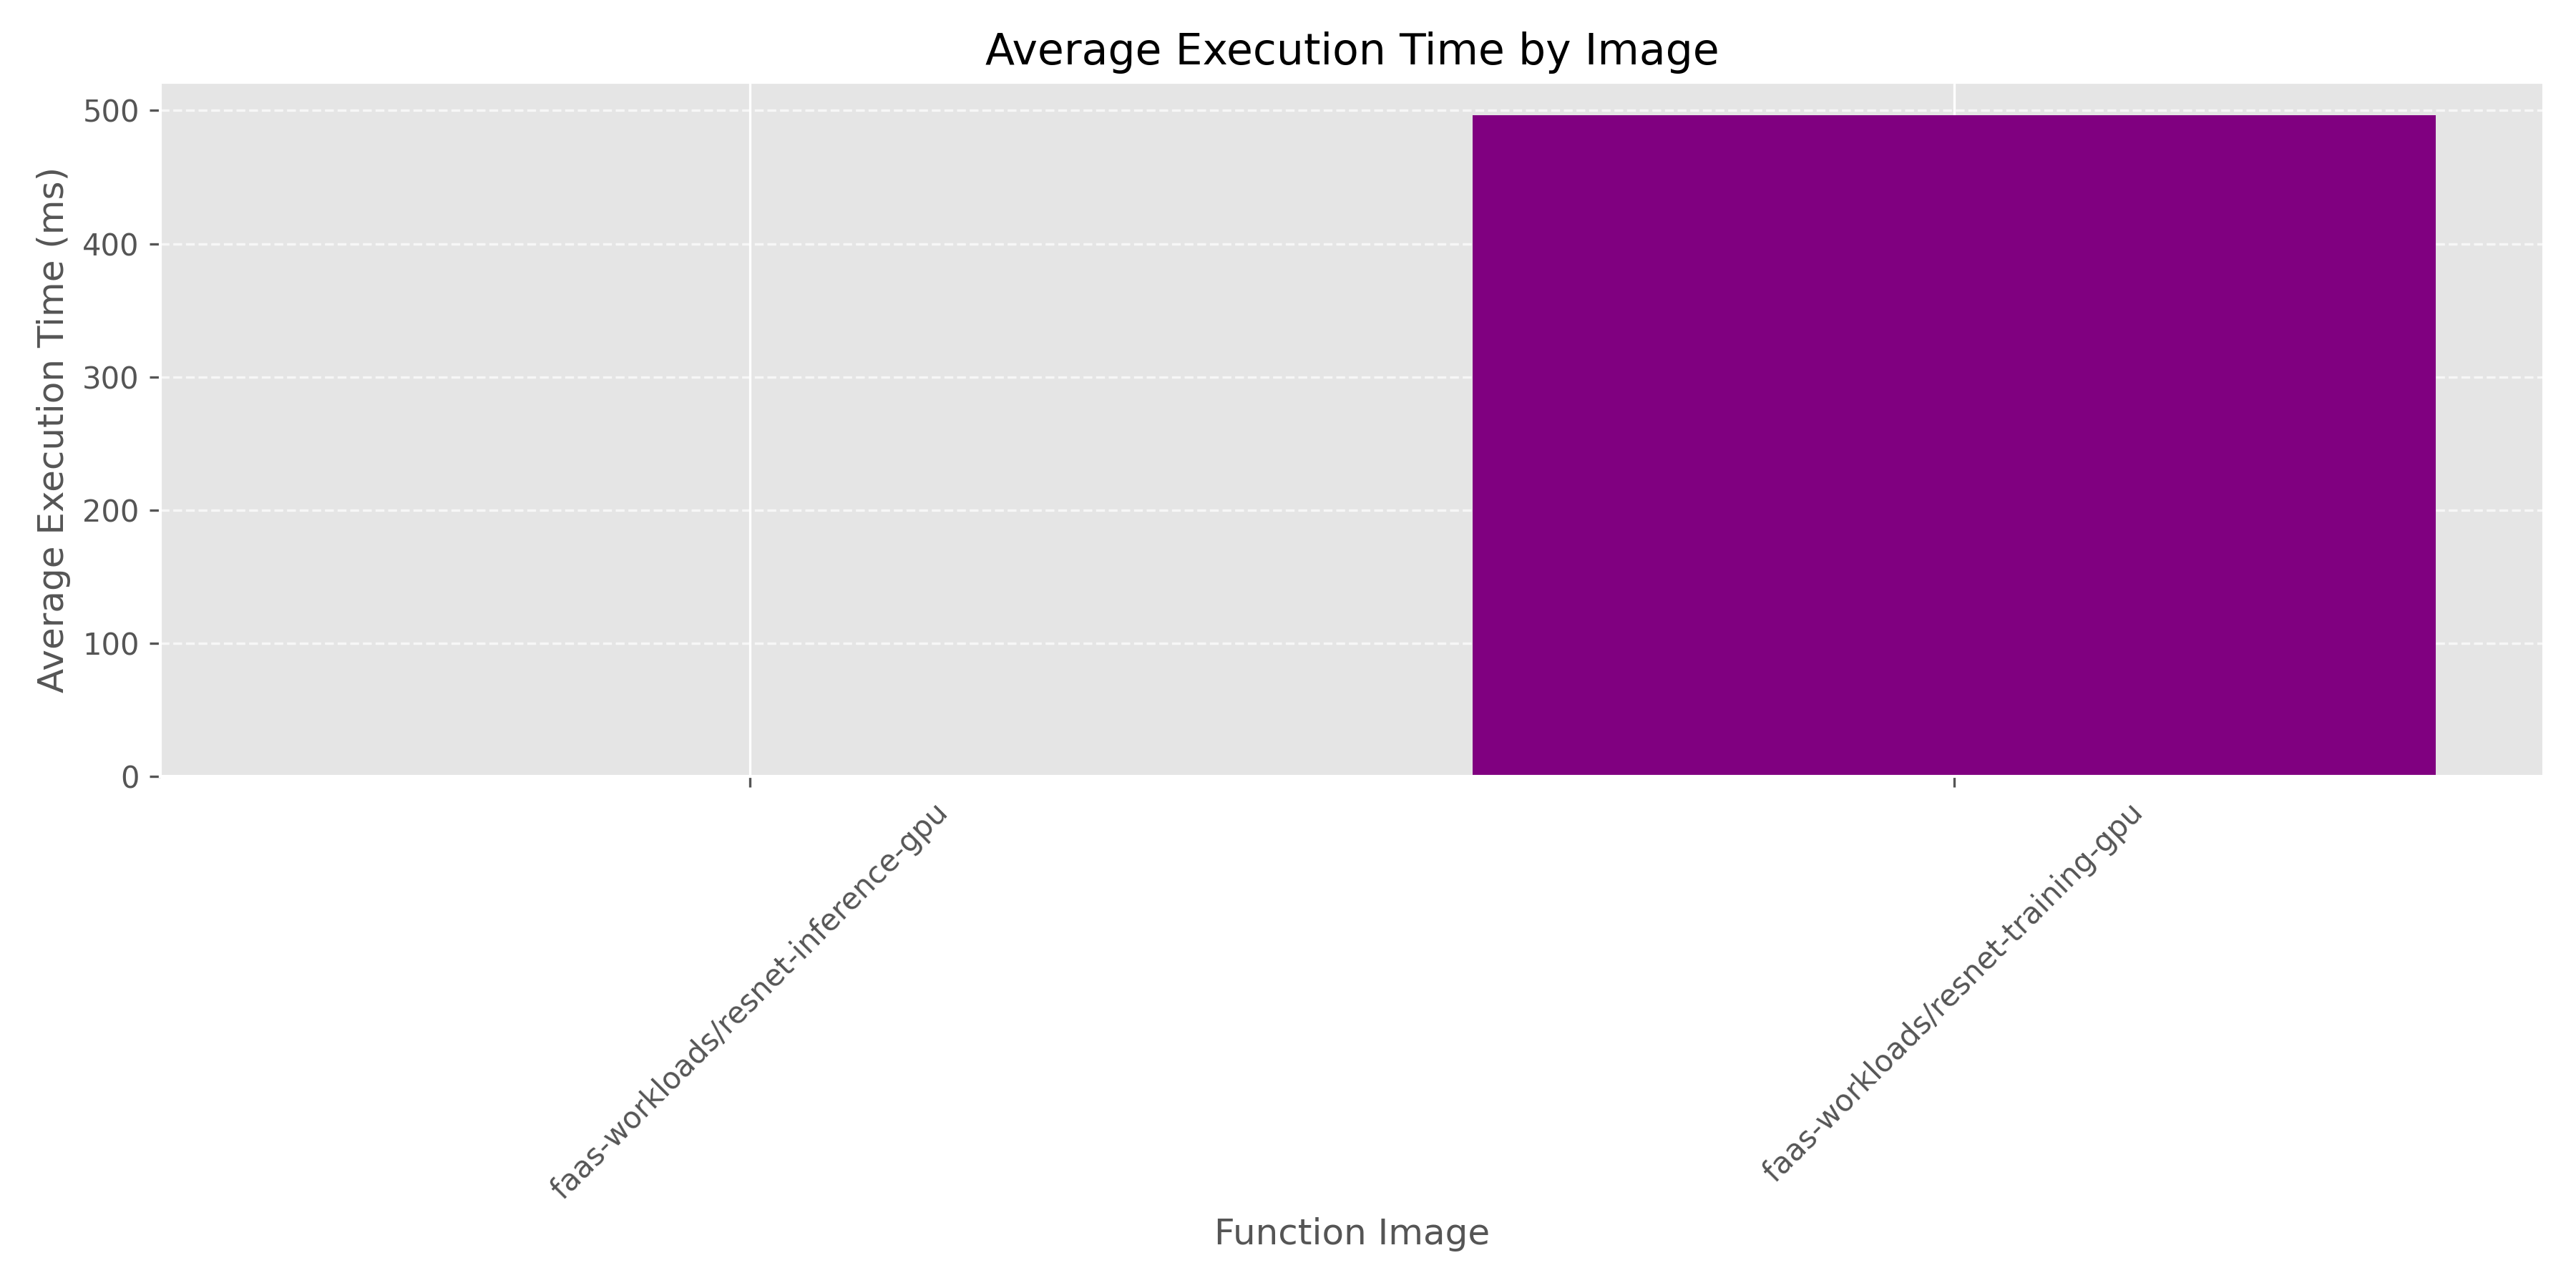 Average Execution Time by Image
Average Execution Time (ms)
500
400
300
200
100
0
faas-workloads/resnet-inference-gpu
faas-workloads/resnet-training-gpu
Function Image